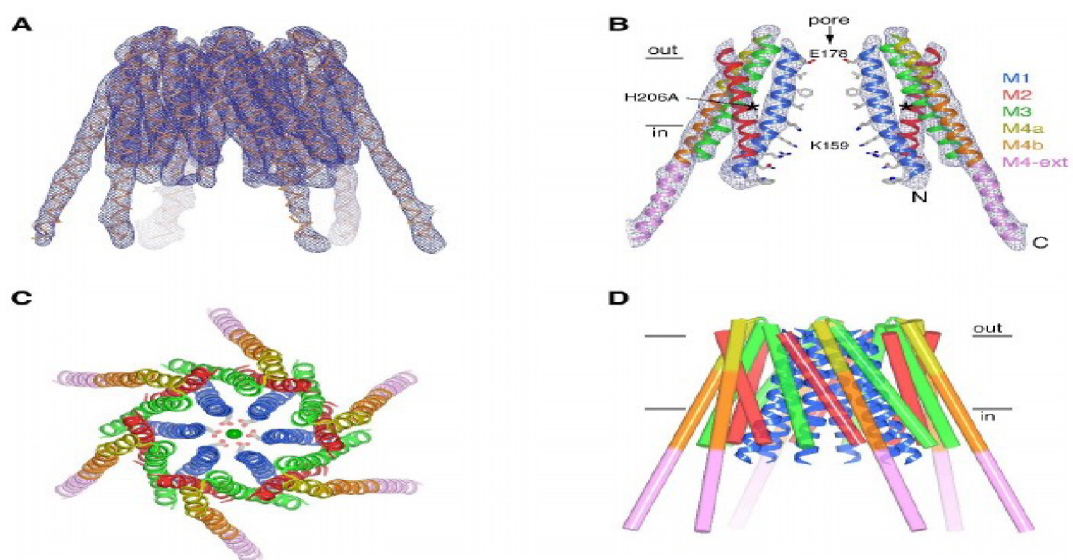 A
B
pore
E178
out
H206A
in
K159
N
C
M1
M2
M3
M4a
M4b
M4-ext
C
D
out
in